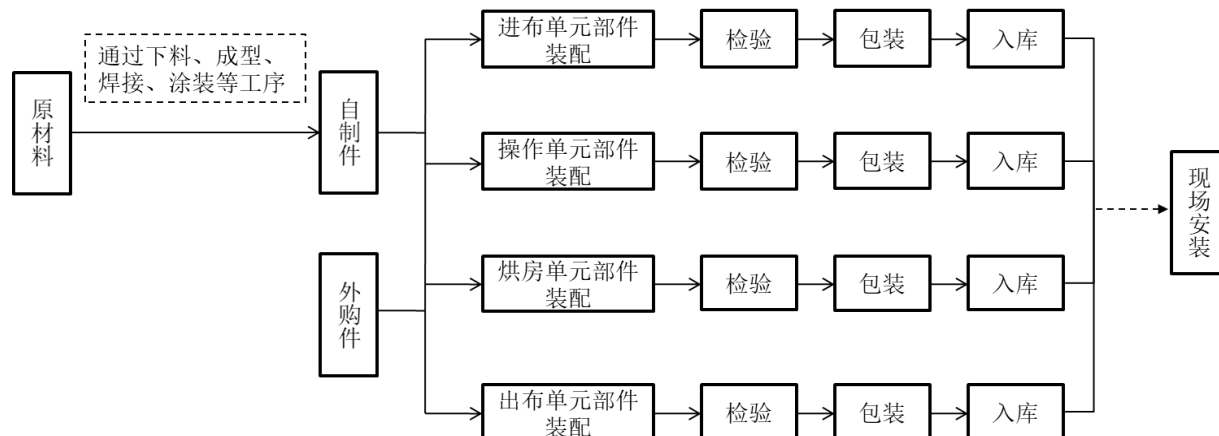 原材料
通过下料、成型、
焊接、涂装等工序
自制件
外购件
进布单元部件
装配
检验
包装
入库
操作单元部件
装配
检验
包装
入库
烘房单元部件
装配
检验
包装
入库
出布单元部件
装配
检验
包装
入库
现场安装